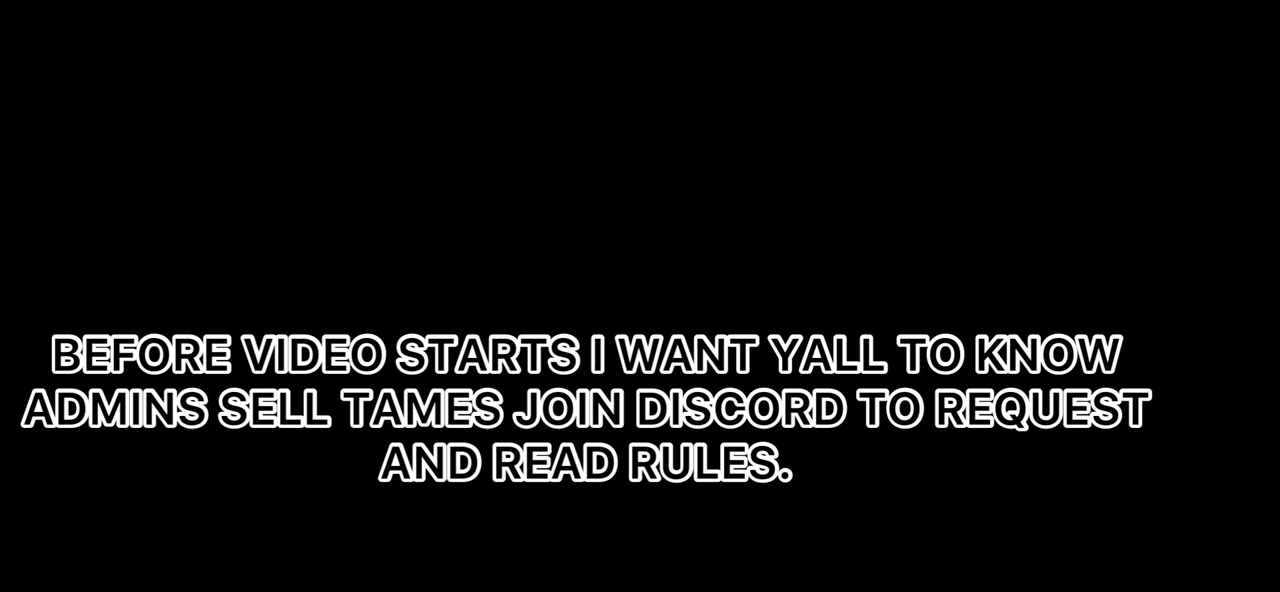 BEFORE VIDEO STARTS I WANT YALL TO KNOW
ADMINS SELL TAMES JOIN DISCORD TO REQUEST
AND READ RULES.